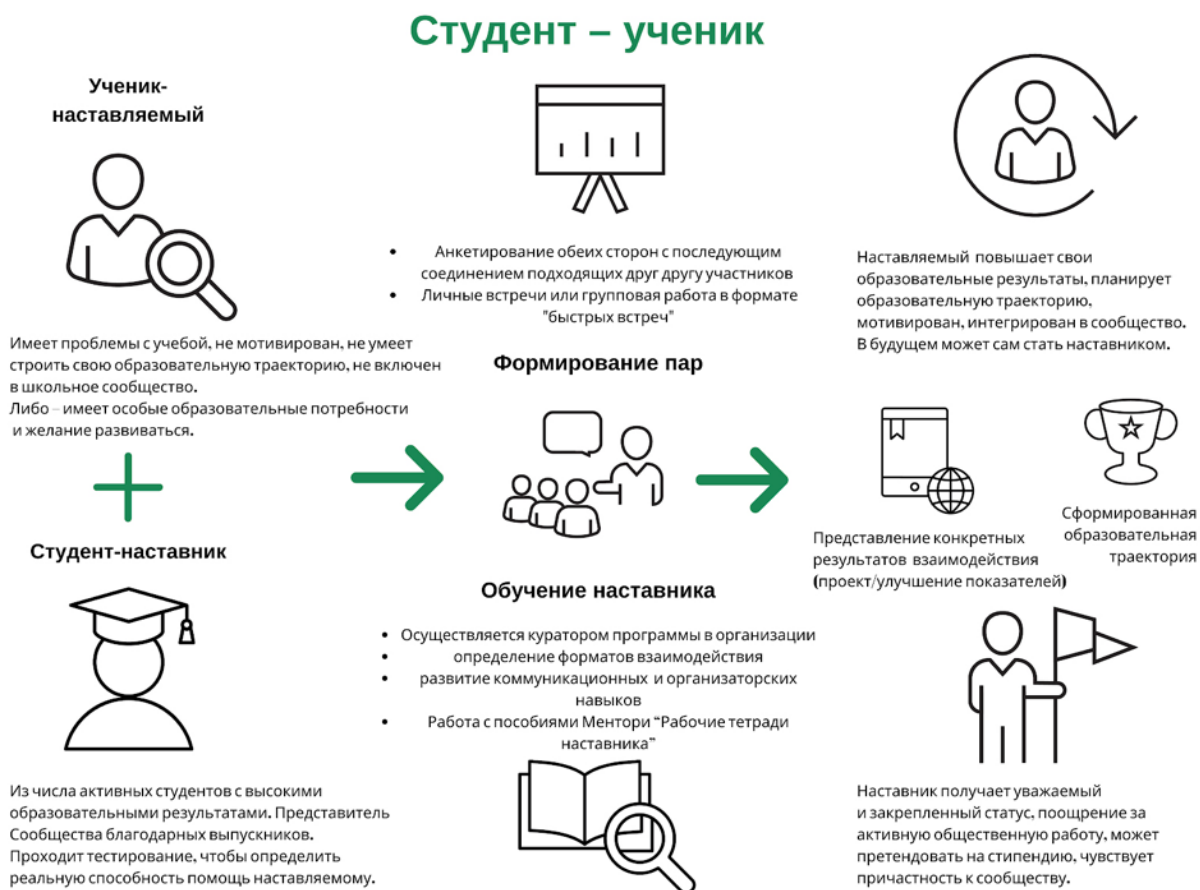 Студент – ученик
Ученик-
наставляемый
Имеет проблемы с учебой, не мотивирован, не умеет
строить свою образовательную траекторию, не включен
в школьное сообщество.
Либо – имеет особые образовательные потребности
и желание развиваться.
Студент-наставник
Из числа активных студентов с высокими
образовательными результатами. Представитель
Сообщества благодарных выпускников.
Проходит тестирование, чтобы определить
реальную способность помощь наставляемому.
• Анкетирование обеих сторон с последующим
соединением подходящих друг другу участников
• Личные встречи или групповая работа в формате
"быстрых встреч"
Формирование пар
Обучение наставника
• Осуществляется куратором программы в организации
• определение форматов взаимодействия
• развитие коммуникационных и организаторских
навыков
• Работа с пособиями Ментори “Рабочие тетради
наставника”
Наставляемый повышает свои
образовательные результаты, планирует
образовательную траекторию,
мотивирован, интегрирован в сообщество.
В будущем может сам стать наставником.
Представление конкретных
результатов взаимодействия
(проект/улучшение показателей)
Сформированная
образовательная
траектория
Наставник получает уважаемый
и закрепленный статус, поощрение за
активную общественную работу, может
претендовать на стипендию, чувствует
причастность к сообществу.